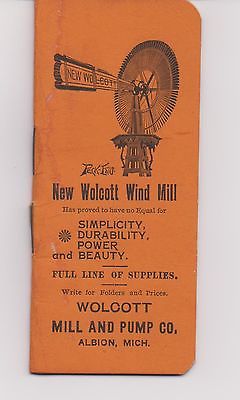 NEW WOLCOTT
New Wolcott Wind Mill
Has proved to have no Equal for
SIMPLICITY,
DURABILITY,
POWER
and BEAUTY.
FULL LINE OF SUPPLIES.
Write for Folders and Prices.
WOLCOTT
MILL AND PUMP CO,
ALBION, MICH.